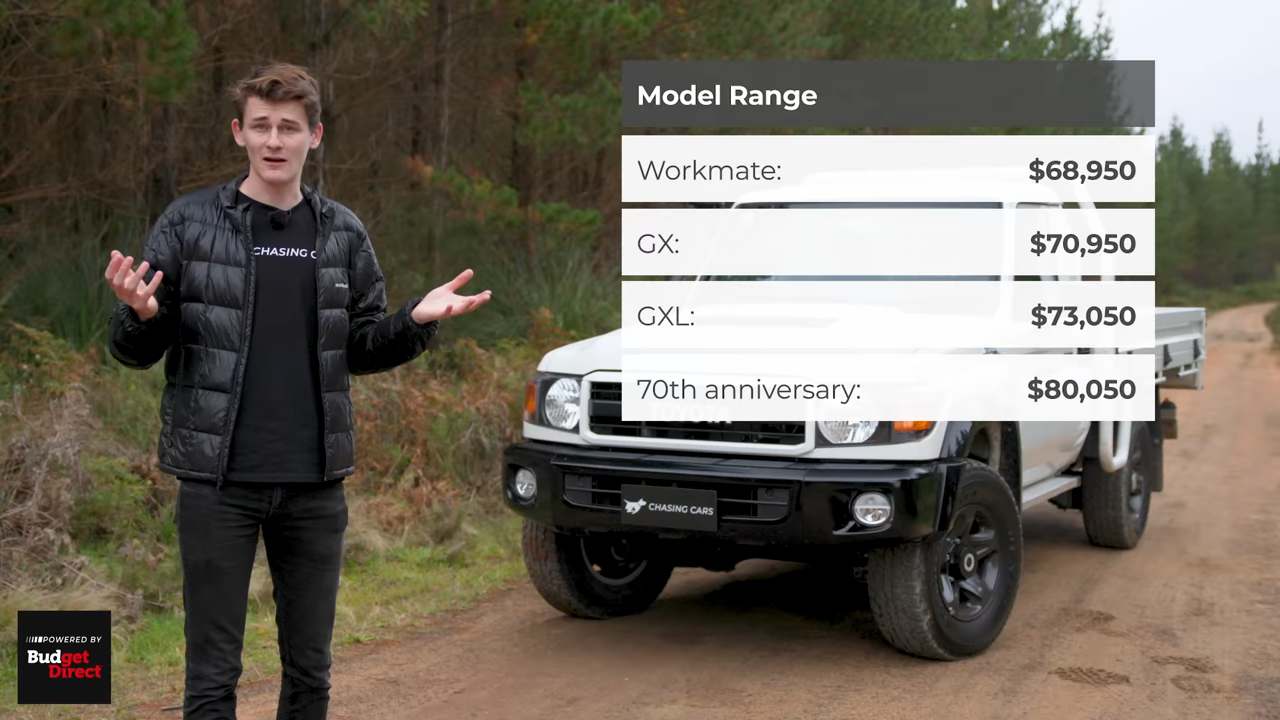 Model Range
Workmate: $68,950
GX: $70,950
GXL: $73,050
70th anniversary: $80,050
CHASING C
CHASING CARS
POWERED BY
Budget
Direct